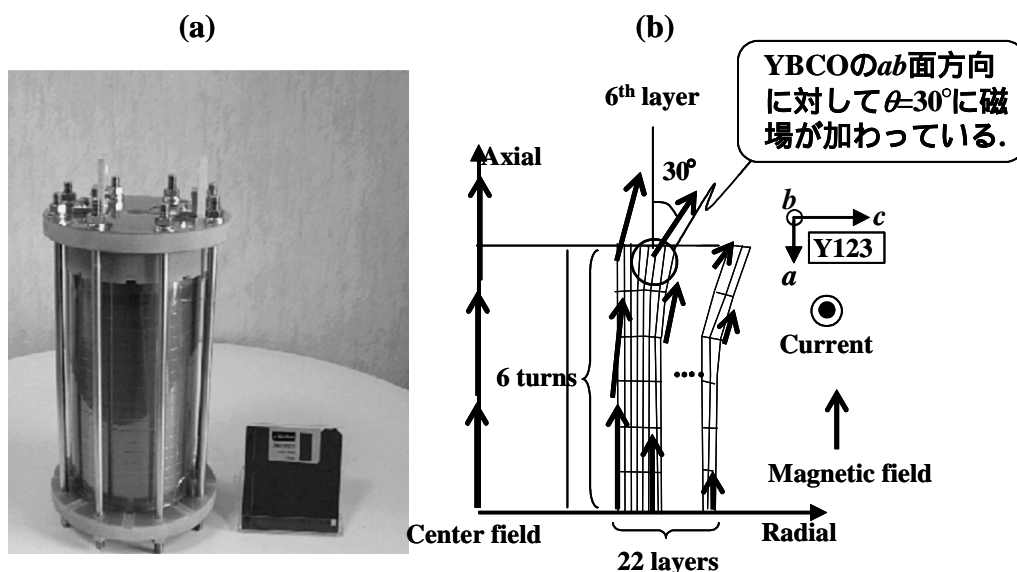 (a)
(b)
YBCOのab面方向
に対してθ=30°に磁
場が加わっている.
6th layer
Axial
30°
b
c
Y123
a
Current
6 turns
Magnetic field
Center field
Radial
22 layers